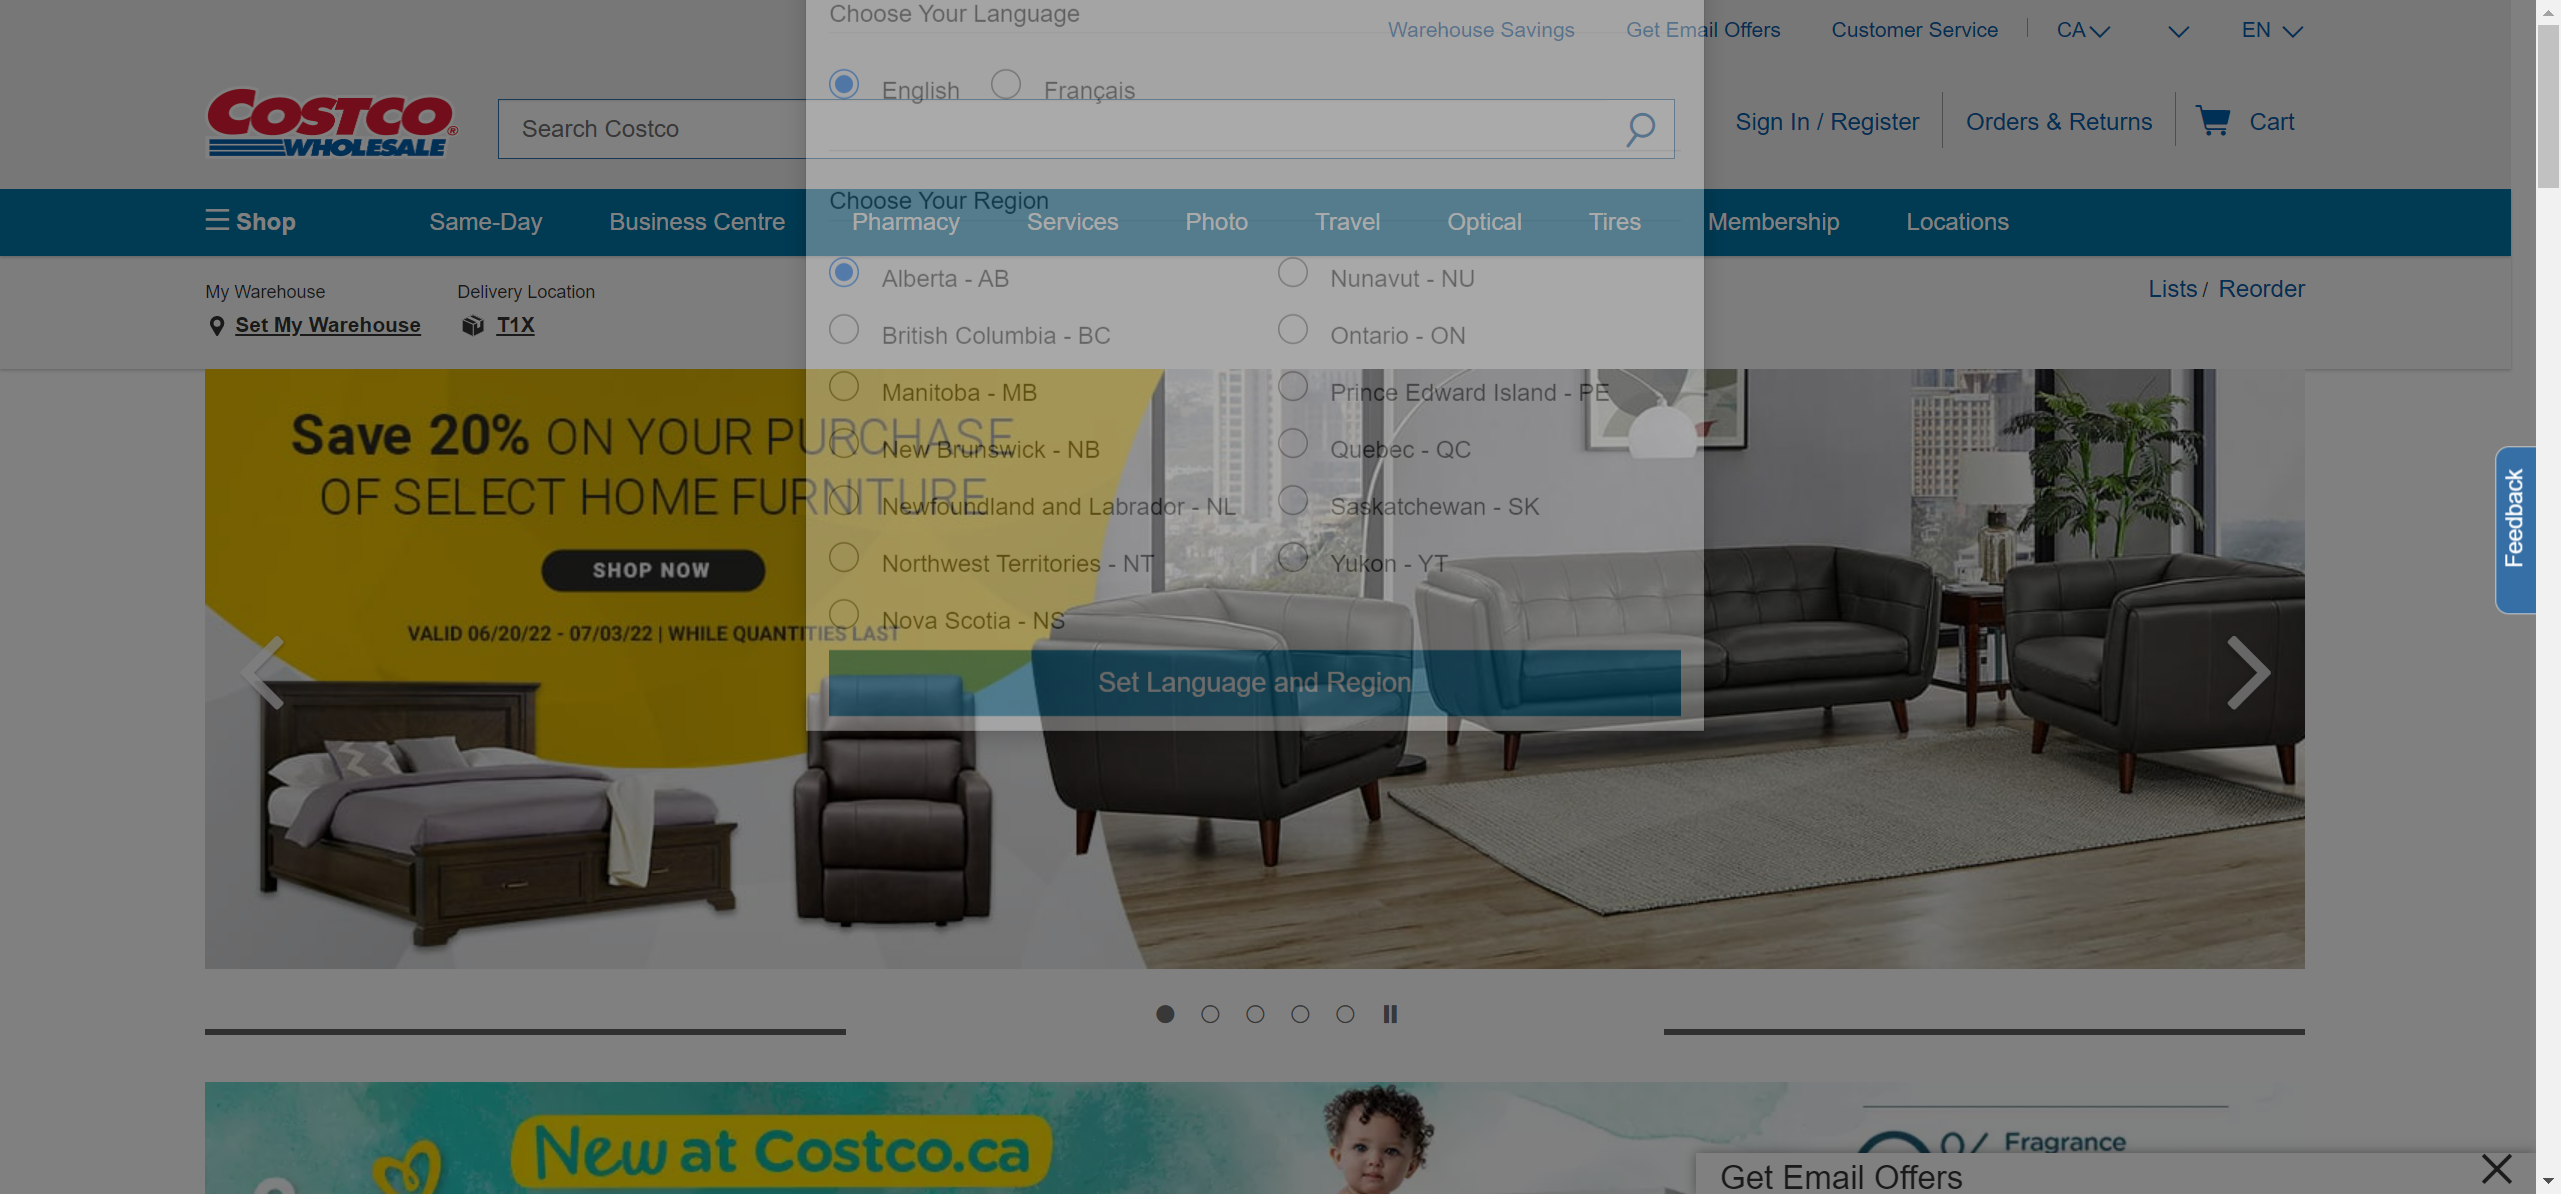 Choose Your Language
Warehouse Savings
Get Email Offers
Customer Service
CA
EN
English
Français
COSTCO
WHOLESALE
Search Costco
Sign In / Register
Orders & Returns
Cart
Choose Your Region
Shop
Same-Day
Business Centre
Pharmacy
Services
Photo
Travel
Optical
Tires
Membership
Locations
My Warehouse
Set My Warehouse
Delivery Location
T1X
Lists / Reorder
Alberta - AB
British Columbia - BC
Manitoba - MB
New Brunswick - NB
Newfoundland and Labrador - NL
Northwest Territories - NT
Nova Scotia - NS
Nunavut - NU
Ontario - ON
Prince Edward Island - PE
Quebec - QC
Saskatchewan - SK
Yukon - YT
Set Language and Region
Save 20% ON YOUR PURCHASE
OF SELECT HOME FURNITURE
SHOP NOW
VALID 06/20/22 - 07/03/22 | WHILE QUANTITIES LAST
Feedback
New at Costco.ca
Fragrance
Get Email Offers